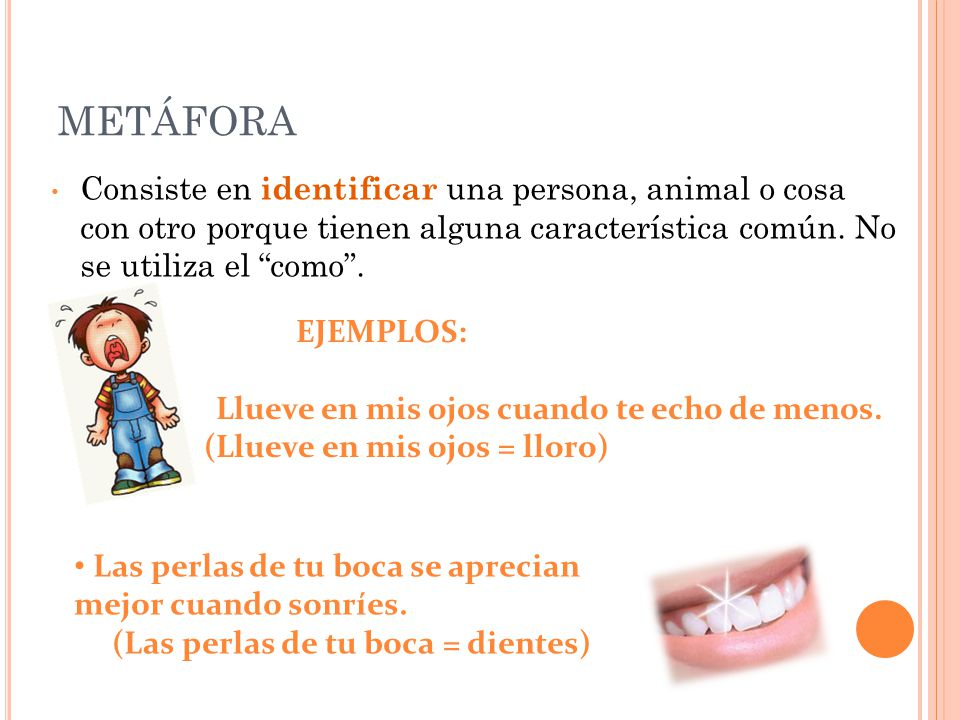 METÁFORA
• Consiste en identificar una persona, animal o cosa
con otro porque tienen alguna característica común. No
se utiliza el “como”.
EJEMPLOS:
Llueve en mis ojos cuando te echo de menos.
(Llueve en mis ojos = lloro)
• Las perlas de tu boca se aprecian
mejor cuando sonríes.
(Las perlas de tu boca = dientes)